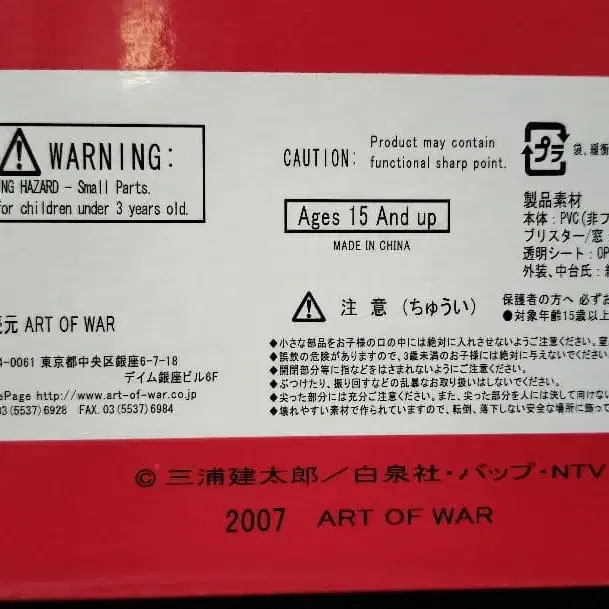 WARNING:
NG HAZARD - Small Parts.
for children under 3 years old.
CAUTION: Product may contain
functional sharp point.
Ages 15 And up
MADE IN CHINA
プラ
袋、緩衝
製品素材
本体：PVC(非フ
ブリスター/窓：
透明シート：OP
外装、中台氏：
元 ART OF WAR
4-0061 東京都中央区銀座6-7-18
デイム銀座ビル6F
ePage http://www.art-of-war.co.jp
03(5537)6928 FAX.03(5537)6984
注 意 (ちゅうい)
保護者の方へ 必ずお
●対象年齢15歳以上
◆小さな部品をお子様の口の中には絶対に入れさせないようご注意ください。窒
◆誤飲の危険がありますので、3歳未満のお子様には絶対に与えないでください。
◆開閉部分等に指などをはさまれないようにご注意ください。
◆ぶつけたり、振り回すなどの乱暴なお取り扱いはしないでください。
◆尖った部分には充分ご注意ください。また、尖った部分を人には決して向けない
◆壊れやすい素材で作られていますので、転倒、落下しない安全な場所に飾って
© 三浦建太郎／白泉社・バップ・NTV
2007 ART OF WAR